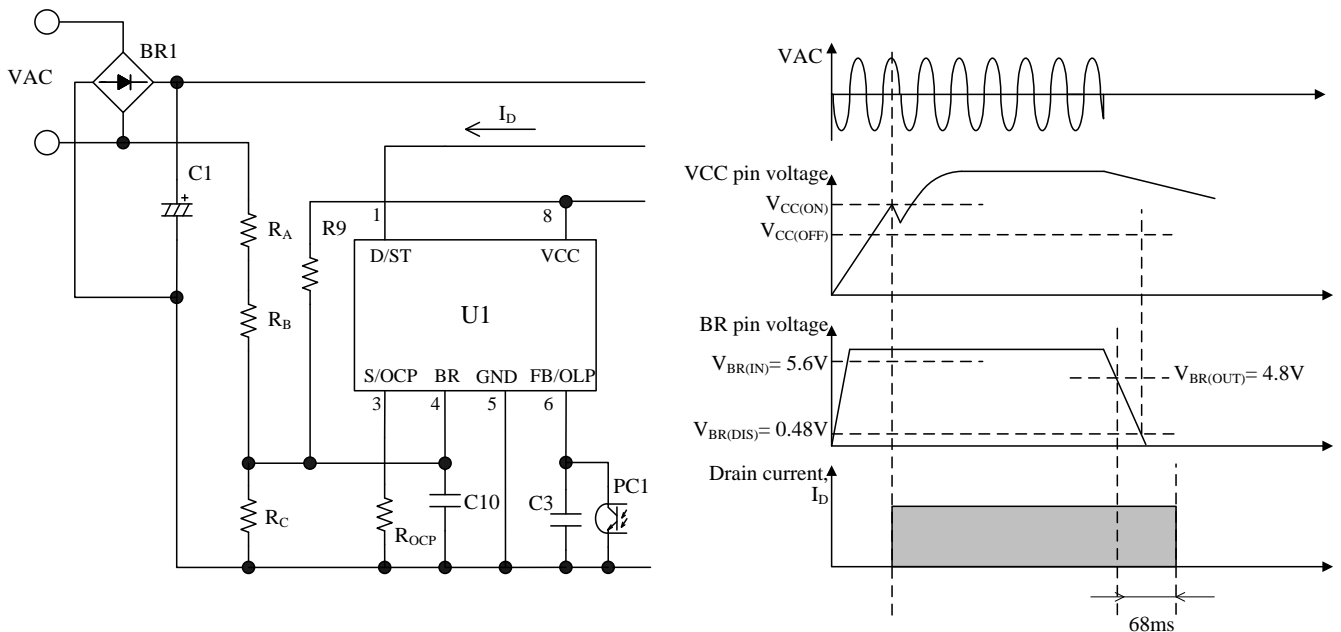 BR1
VAC
I_D
C1
+
R_A
R_B
R_C
R9
1
8
D/ST
VCC
U1
S/OCP
BR
GND
FB/OLP
3
4
5
6
R_OCP
C10
C3
PC1
VAC
VCC pin voltage
V_CC(ON)
V_CC(OFF)
BR pin voltage
V_BR(IN)= 5.6V
V_BR(OUT)= 4.8V
V_BR(DIS)= 0.48V
Drain current,
I_D
68ms